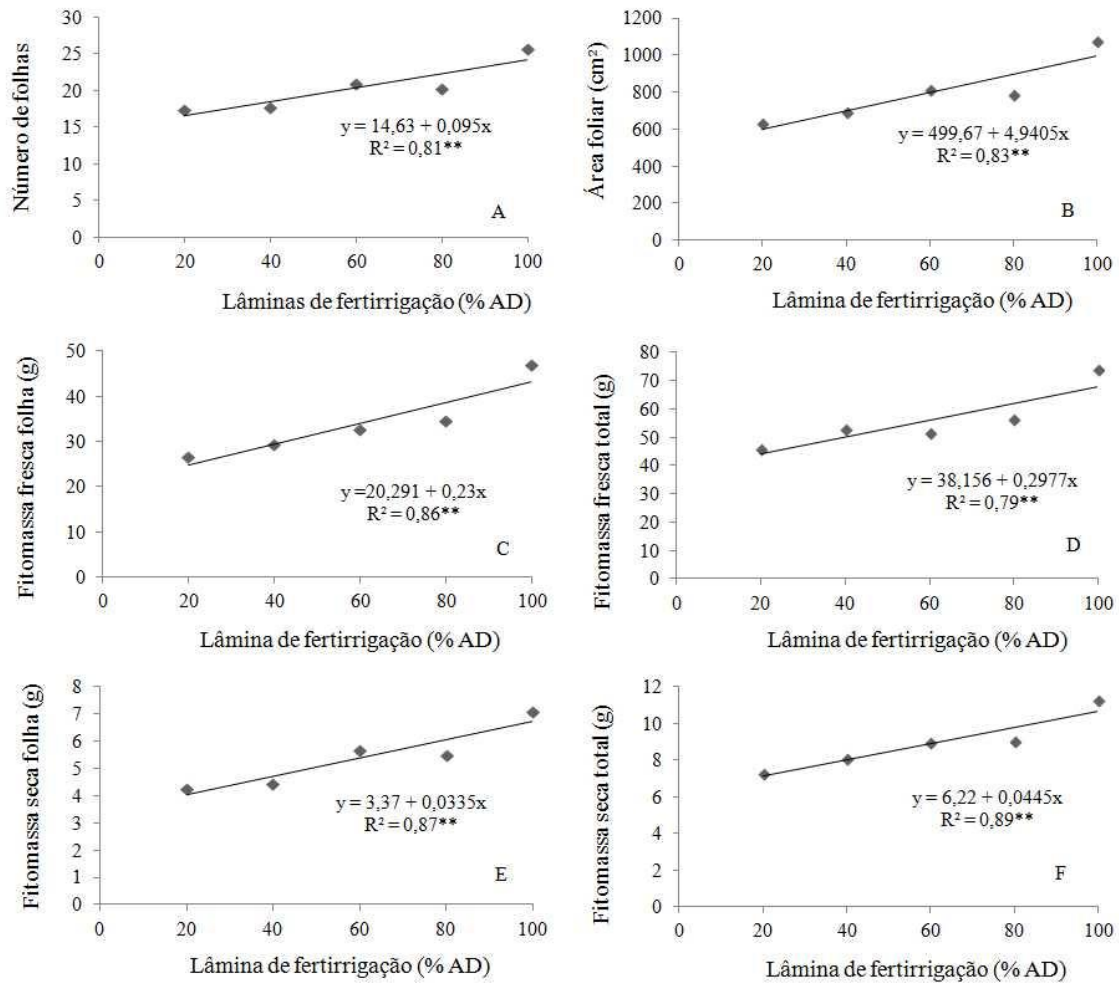 Número de folhas
30
25
20
15
10
5
0
y = 14,63 + 0,095x
R² = 0,81**
A
0 20 40 60 80 100
Lâminas de fertirrigação (% AD)
Área foliar (cm²)
1200
1000
800
600
400
200
0
y = 499,67 + 4,9405x
R² = 0,83**
B
0 20 40 60 80 100
Lâmina de fertirrigação (% AD)
Fitomassa fresca folha (g)
50
40
30
20
10
0
y=20,291 + 0,23x
R² = 0,86**
C
0 20 40 60 80 100
Lâmina de fertirrigação (% AD)
Fitomassa fresca total (g)
80
70
60
50
40
30
20
10
0
y = 38,156 + 0,2977x
R² = 0,79**
D
0 20 40 60 80 100
Lâmina de fertirrigação (% AD)
Fitomassa seca folha (g)
8
7
6
5
4
3
2
1
0
y = 3,37 + 0,0335x
R² = 0,87**
E
0 20 40 60 80 100
Lâmina de fertirrigação (% AD)
Fitomassa seca total (g)
12
10
8
6
4
2
0
y = 6,22 + 0,0445x
R² = 0,89**
F
0 20 40 60 80 100
Lâmina de fertirrigação (% AD)